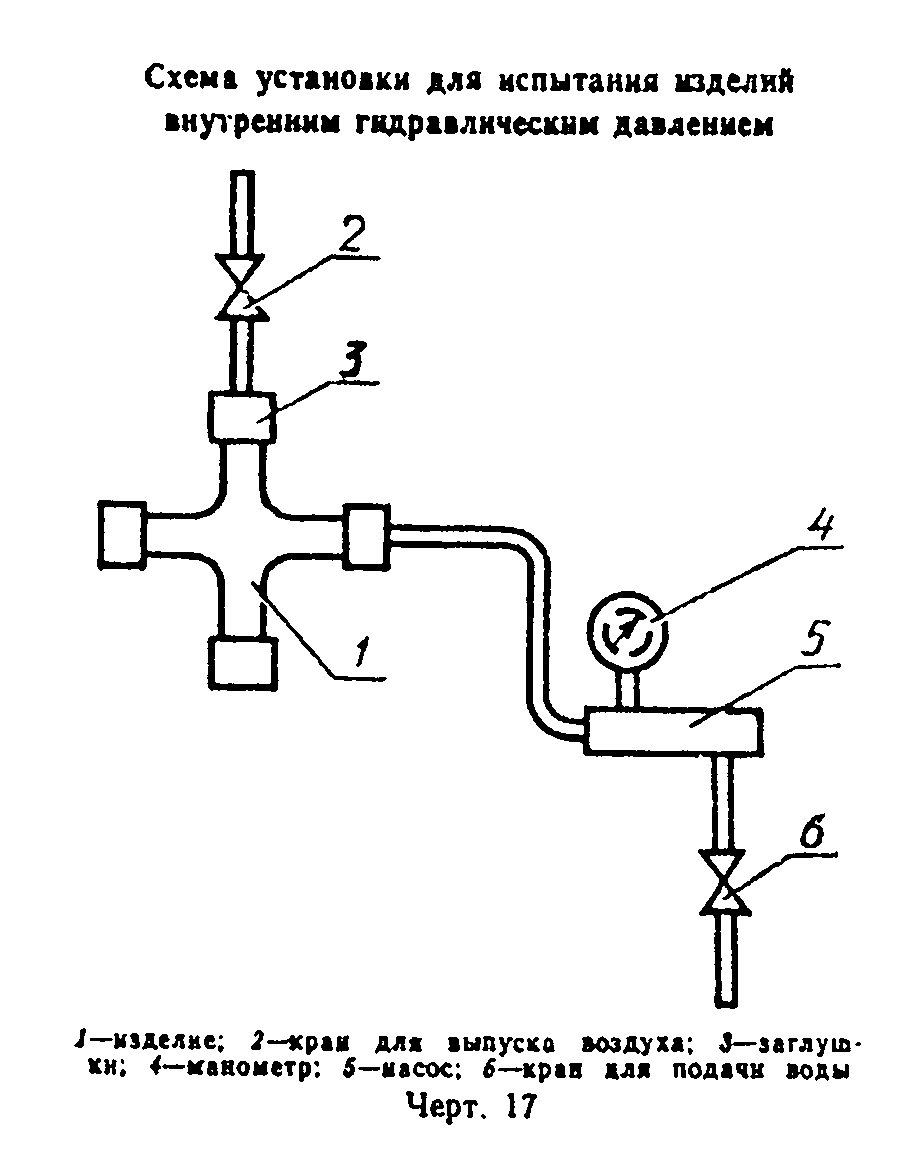 Схема установки для испытания изделий
внутренним гидравлическим давлением
2
3
4
1
5
6
1—изделие; 2—кран для выпуска воздуха; 3—заглуш-
ки; 4—манометр; 5—насос; 6—кран для подачи воды
Черт. 17